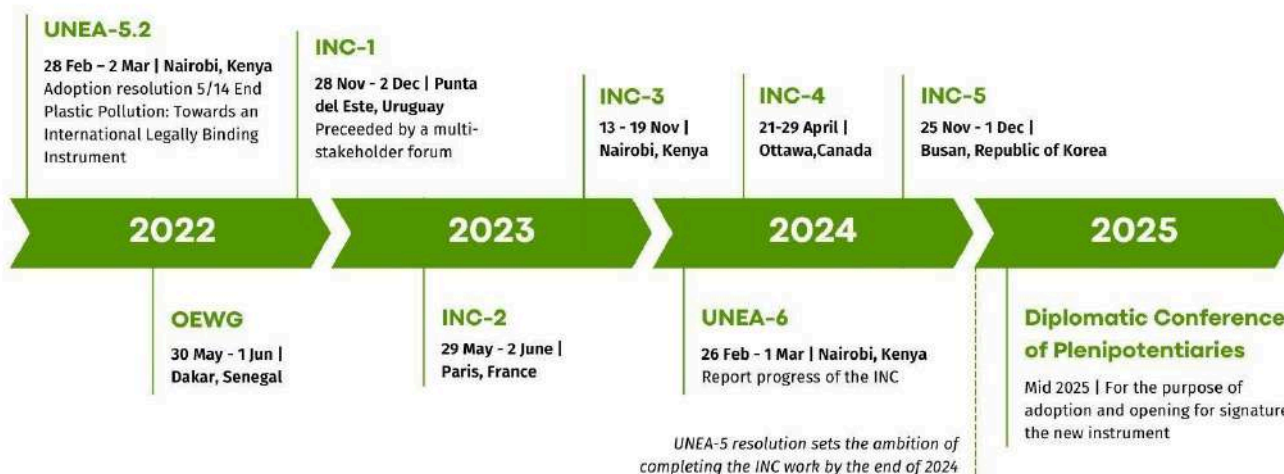 UNEA-5.2
28 Feb – 2 Mar | Nairobi, Kenya
Adoption resolution 5/14 End
Plastic Pollution: Towards an
International Legally Binding
Instrument
INC-1
28 Nov - 2 Dec | Punta
del Este, Uruguay
Preceeded by a multi-
stakeholder forum
INC-3
13 - 19 Nov |
Nairobi, Kenya
INC-4
21-29 April |
Ottawa,Canada
INC-5
25 Nov - 1 Dec |
Busan, Republic of Korea
2022
2023
2024
2025
OEWG
30 May - 1 Jun |
Dakar, Senegal
INC-2
29 May - 2 June |
Paris, France
UNEA-6
26 Feb - 1 Mar | Nairobi, Kenya
Report progress of the INC
Diplomatic Conference
of Plenipotentiaries
Mid 2025 | For the purpose of
adoption and opening for signature
the new instrument
UNEA-5 resolution sets the ambition of
completing the INC work by the end of 2024